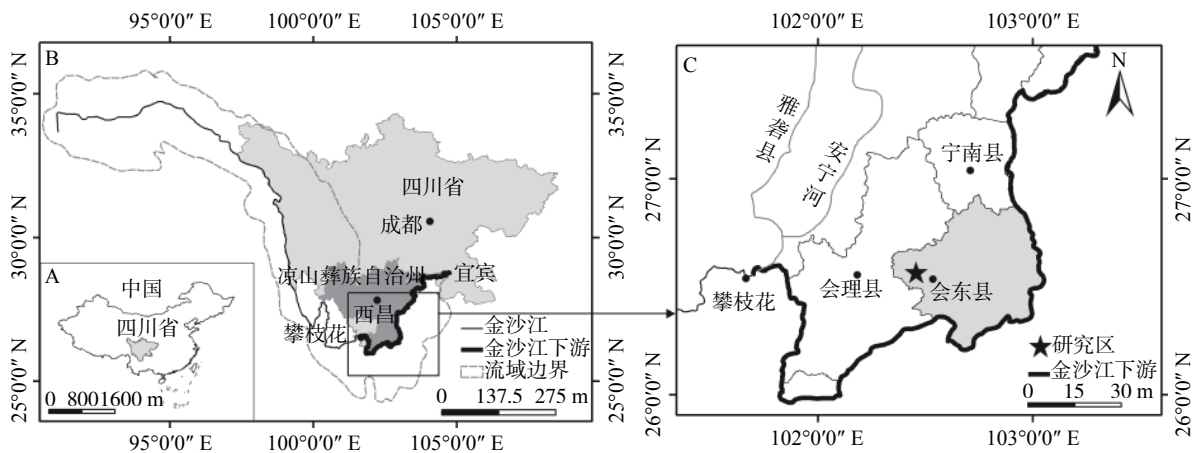 95°0′0″ E 100°0′0″ E 105°0′0″ E
B
35°0′0″ N
30°0′0″ N
25°0′0″ N
四川省
成都
凉山彝族自治州
宜宾
西昌
攀枝花
A
中国
四川省
0 8001600 m
金沙江
金沙江下游
流域边界
0 137.5 275 m
35°0′0″ N
30°0′0″ N
25°0′0″ N
95°0′0″ E 100°0′0″ E 105°0′0″ E
102°0′0″ E 103°0′0″ E
C
N
雅砻县
安宁河
宁南县
27°0′0″ N
26°0′0″ N
攀枝花
会理县
会东县
研究区
金沙江下游
0 15 30 m
27°0′0″ N
26°0′0″ N
102°0′0″ E 103°0′0″ E